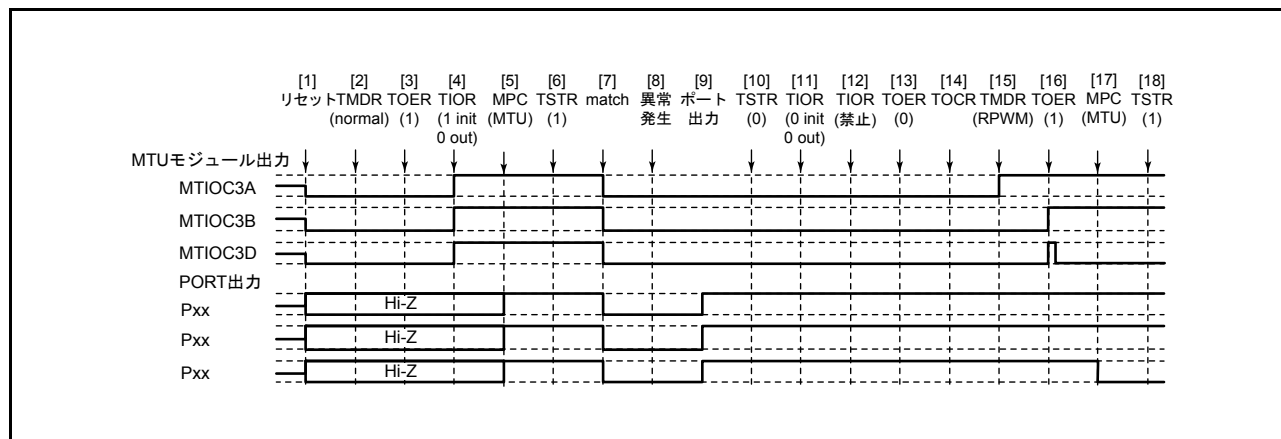 [1] [2] [3] [4] [5] [6] [7] [8] [9] [10] [11] [12] [13] [14] [15] [16] [17] [18]
リセット TMDR TOER TIOR MPC TSTR match 異常 ポート TSTR TIOR TIOR TOER TOCR TMDR TOER MPC TSTR
(normal) (1) (1 init (MTU) (1) 発生 出力 (0) (0 init (禁止) (0) (RPWM) (1) (MTU) (1)
0 out) 0 out)
MTUモジュール出力
MTIOC3A
MTIOC3B
MTIOC3D
PORT出力
Pxx Hi-Z
Pxx Hi-Z
Pxx Hi-Z